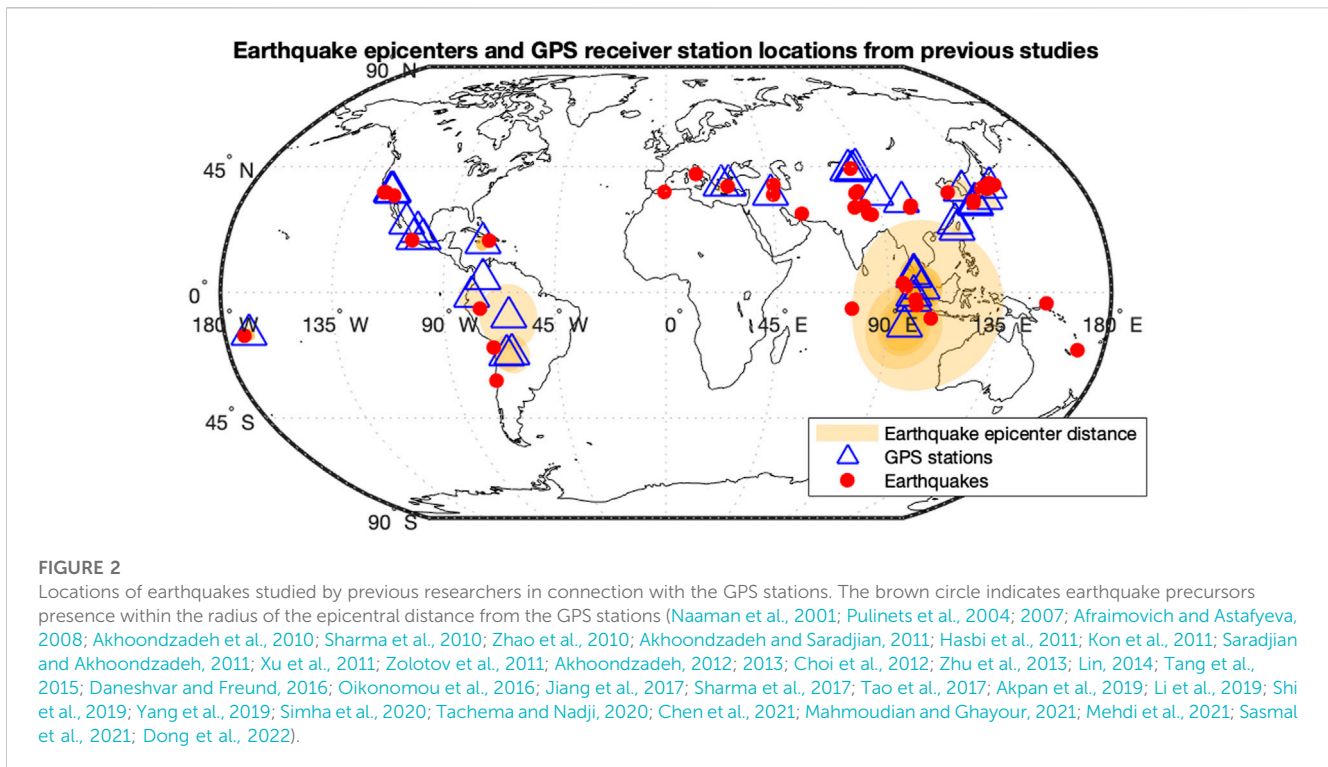 Earthquake epicenters and GPS receiver station locations from previous studies
90° N
45° N
0°
180° W 135° W 90° W 45° W 0° 45° E 90° E 135° E 180° E
45° S
90° S
Earthquake epicenter distance
GPS stations
Earthquakes
FIGURE 2
Locations of earthquakes studied by previous researchers in connection with the GPS stations. The brown circle indicates earthquake precursors
presence within the radius of the epicentral distance from the GPS stations (Naaman et al., 2001; Pulinets et al., 2004; 2007; Afraimovich and Astafyeva,
2008; Akhoondzadeh et al., 2010; Sharma et al., 2010; Zhao et al., 2010; Akhoondzadeh and Saradjian, 2011; Hasbi et al., 2011; Kon et al., 2011; Saradjian
and Akhoondzadeh, 2011; Xu et al., 2011; Zolotov et al., 2011; Akhoondzadeh, 2012; 2013; Choi et al., 2012; Zhu et al., 2013; Lin, 2014; Tang et al.,
2015; Daneshvar and Freund, 2016; Oikonomou et al., 2016; Jiang et al., 2017; Sharma et al., 2017; Tao et al., 2017; Akpan et al., 2019; Li et al., 2019; Shi
et al., 2019; Yang et al., 2019; Simha et al., 2020; Tachema and Nadji, 2020; Chen et al., 2021; Mahmoudian and Ghayour, 2021; Mehdi et al., 2021; Sasmal
et al., 2021; Dong et al., 2022).